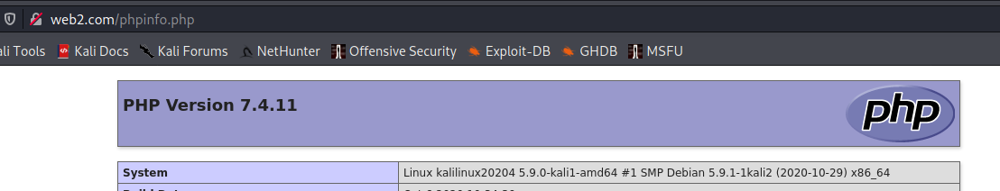 web2.com/phpinfo.php
ali Tools Kali Docs Kali Forums NetHunter Offensive Security Exploit-DB GHDB MSFU
PHP Version 7.4.11 php
System Linux kalilinux20204 5.9.0-kali1-amd64 #1 SMP Debian 5.9.1-1kali2 (2020-10-29) x86_64